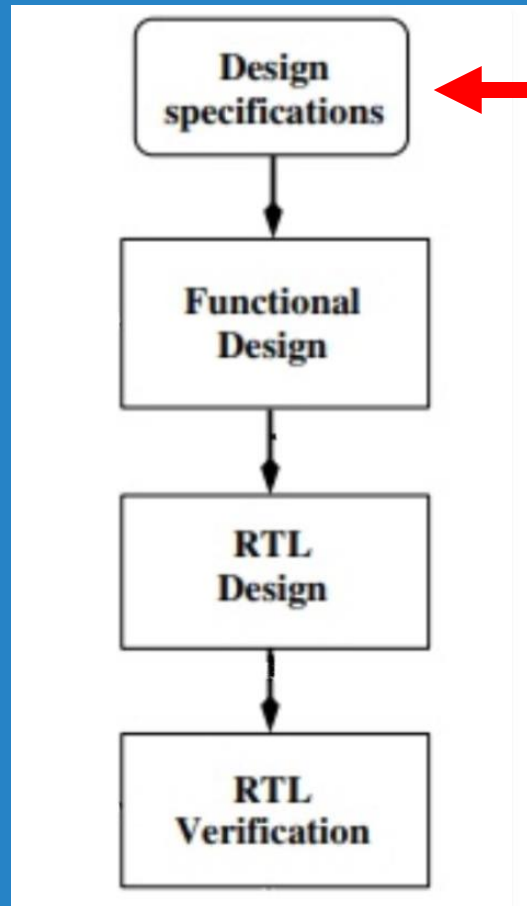 Design
specifications
Functional
Design
RTL
Design
RTL
Verification